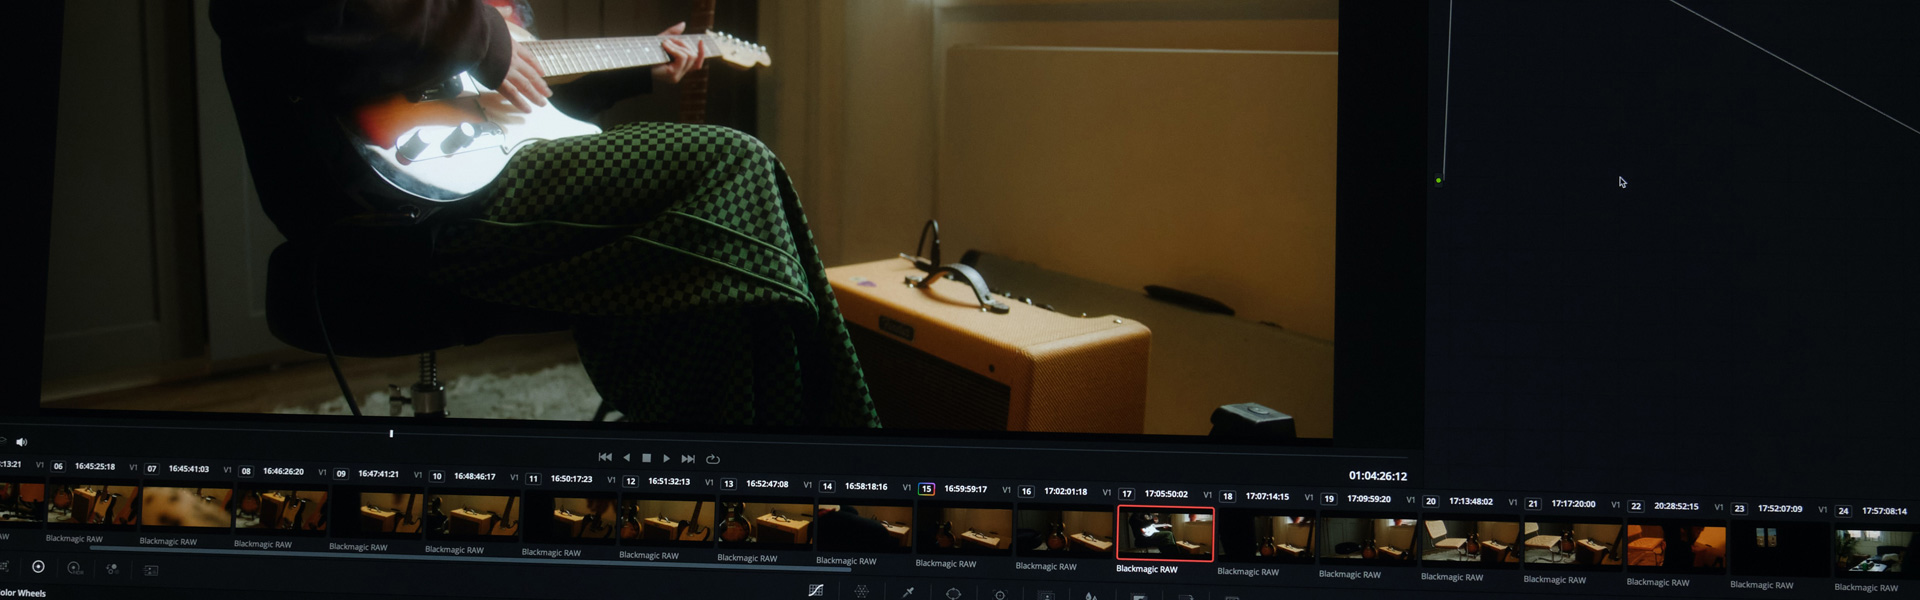 01:04:26:12
:13:21 V1 06 16:45:25:18 V1 07 16:45:41:03 V1 08 16:46:26:20 V1 09 16:47:41:21 V1 10 16:48:46:17 V1 11 16:50:17:23 V1 12 16:51:32:13 V1 13 16:52:47:08 V1 14 16:58:18:16 V1 15 16:59:59:17 V1 16 17:02:01:18 V1 17 17:05:50:02 V1 18 17:07:14:15 V1 19 17:09:59:20 V1 20 17:13:48:02 V1 21 17:17:20:00 V1 22 20:28:52:15 V1 23 17:52:07:09 V1 24 17:57:08:14
AW Blackmagic RAW Blackmagic RAW Blackmagic RAW Blackmagic RAW Blackmagic RAW Blackmagic RAW Blackmagic RAW Blackmagic RAW Blackmagic RAW Blackmagic RAW Blackmagic RAW Blackmagic RAW Blackmagic RAW Blackmagic RAW Blackmagic RAW Blackmagic RAW Blackmagic RAW Blackmagic RAW Blackmagic RAW
olor Wheels